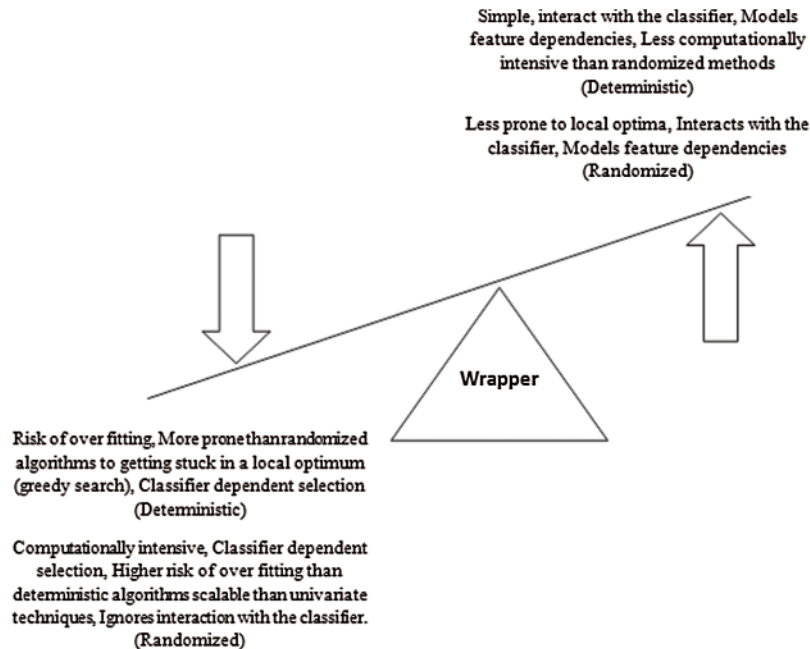 Simple, interact with the classifier, Models
feature dependencies, Less computationally
intensive than randomized methods
(Deterministic)
Less prone to local optima, Interacts with the
classifier, Models feature dependencies
(Randomized)
Wrapper
Risk of over fitting, More prone than randomized
algorithms to getting stuck in a local optimum
(greedy search), Classifier dependent selection
(Deterministic)
Computationally intensive, Classifier dependent
selection, Higher risk of over fitting than
deterministic algorithms scalable than univariate
techniques, Ignores interaction with the classifier.
(Randomized)